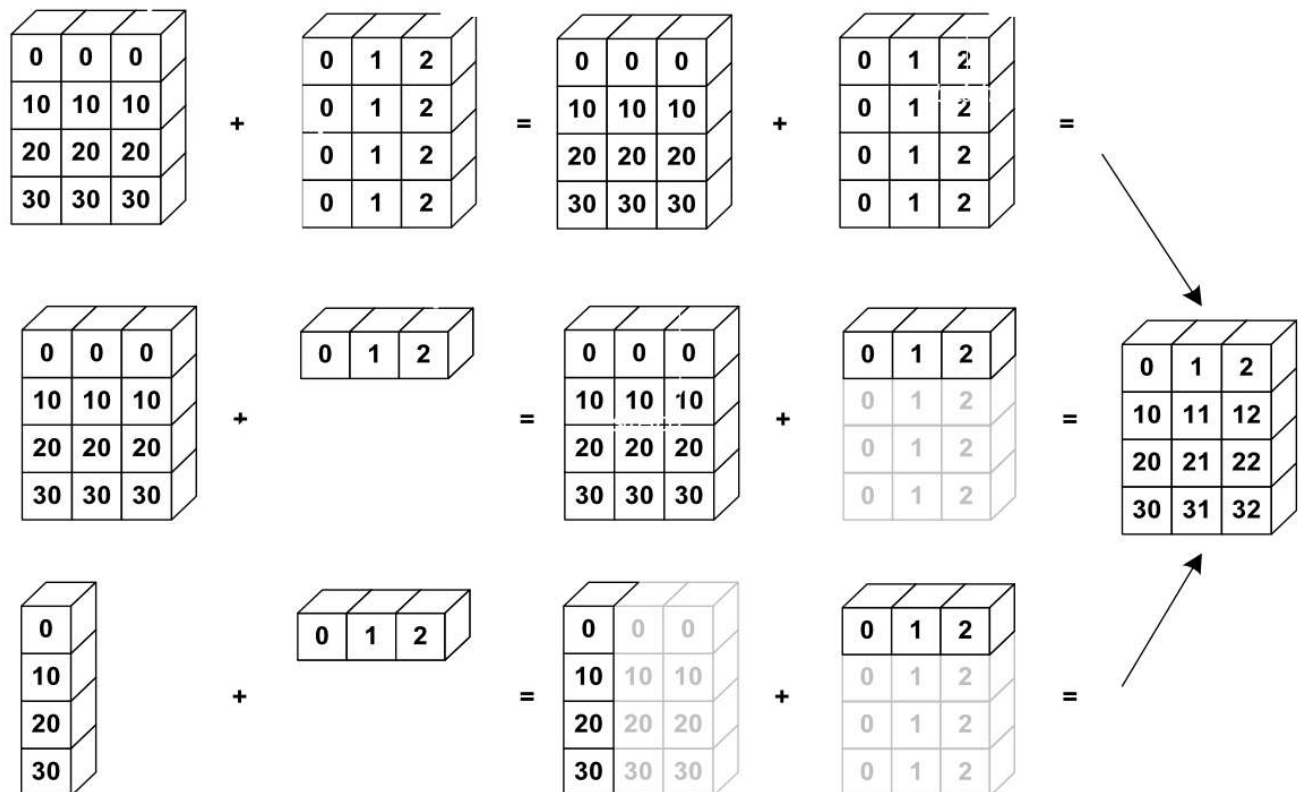 0 0 0 0 1 2 0 0 0 0 1 2
10 10 10 0 1 2 10 10 10 0 1 2
+ = + =
20 20 20 0 1 2 20 20 20 0 1 2
30 30 30 0 1 2 30 30 30 0 1 2
0 0 0 0 1 2 0 0 0 0 1 2 0 1 2
10 10 10 10 10 10 0 1 2 10 11 12
+ = + =
20 20 20 20 20 20 0 1 2 20 21 22
30 30 30 30 30 30 0 1 2 30 31 32
0 0 1 2 0 0 0 0 1 2
10 10 10 10 0 1 2
+ = + =
20 20 20 20 0 1 2
30 30 30 30 0 1 2